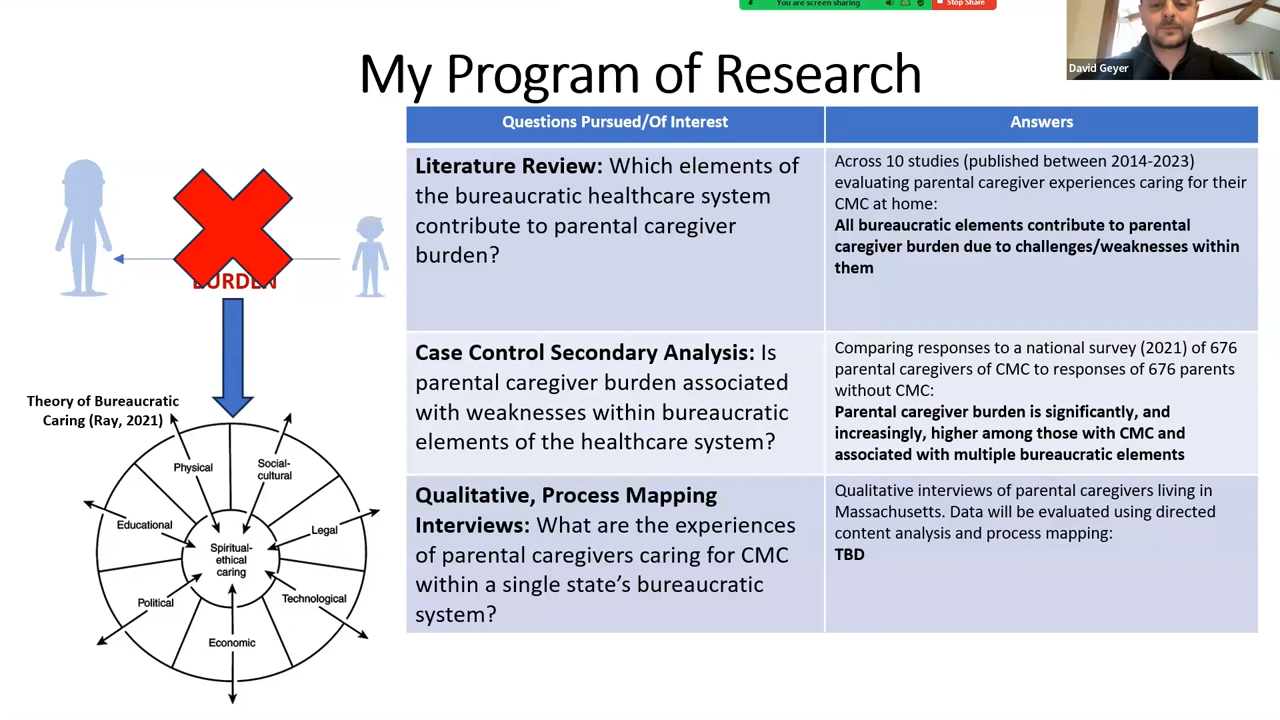 You are screen sharing
Stop Share
David Geyer
My Program of Research
Questions Pursued/Of Interest
Answers
Literature Review: Which elements of
the bureaucratic healthcare system
contribute to parental caregiver
burden?
Across 10 studies (published between 2014-2023)
evaluating parental caregiver experiences caring for their
CMC at home:
All bureaucratic elements contribute to parental
caregiver burden due to challenges/weaknesses within
them
Case Control Secondary Analysis: Is
parental caregiver burden associated
with weaknesses within bureaucratic
elements of the healthcare system?
Comparing responses to a national survey (2021) of 676
parental caregivers of CMC to responses of 676 parents
without CMC:
Parental caregiver burden is significantly, and
increasingly, higher among those with CMC and
associated with multiple bureaucratic elements
Qualitative, Process Mapping
Interviews: What are the experiences
of parental caregivers caring for CMC
within a single state’s bureaucratic
system?
Qualitative interviews of parental caregivers living in
Massachusetts. Data will be evaluated using directed
content analysis and process mapping:
TBD
BURDEN
Theory of Bureaucratic
Caring (Ray, 2021)
Physical
Social-
cultural
Educational
Legal
Spiritual-
ethical
caring
Political
Technological
Economic